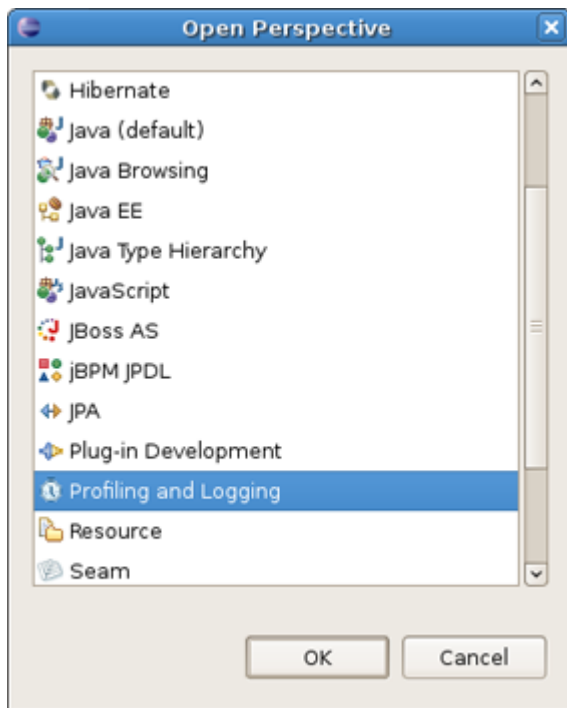 Open Perspective
Hibernate
Java (default)
Java Browsing
Java EE
Java Type Hierarchy
JavaScript
JBoss AS
jBPM JPDL
JPA
Plug-in Development
Profiling and Logging
Resource
Seam
OK
Cancel